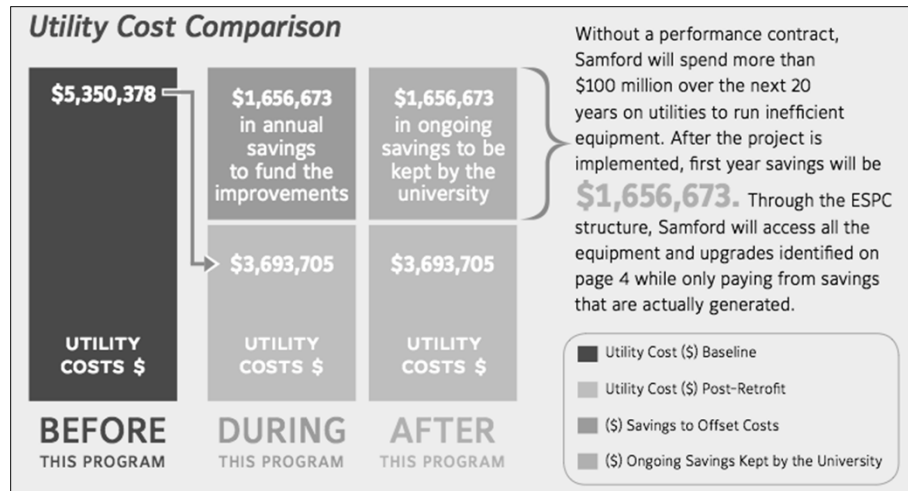 Utility Cost Comparison
$5,350,378
UTILITY
COSTS $
BEFORE
THIS PROGRAM
$1,656,673
in annual
savings
to fund the
improvements
$3,693,705
UTILITY
COSTS $
DURING
THIS PROGRAM
$1,656,673
in ongoing
savings to be
kept by the
university
$3,693,705
UTILITY
COSTS $
AFTER
THIS PROGRAM
Without a performance contract,
Samford will spend more than
$100 million over the next 20
years on utilities to run inefficient
equipment. After the project is
implemented, first year savings will be
$1,656,673. Through the ESPC
structure, Samford will access all the
equipment and upgrades identified on
page 4 while only paying from savings
that are actually generated.
Utility Cost ($) Baseline
Utility Cost ($) Post-Retrofit
($) Savings to Offset Costs
($) Ongoing Savings Kept by the University